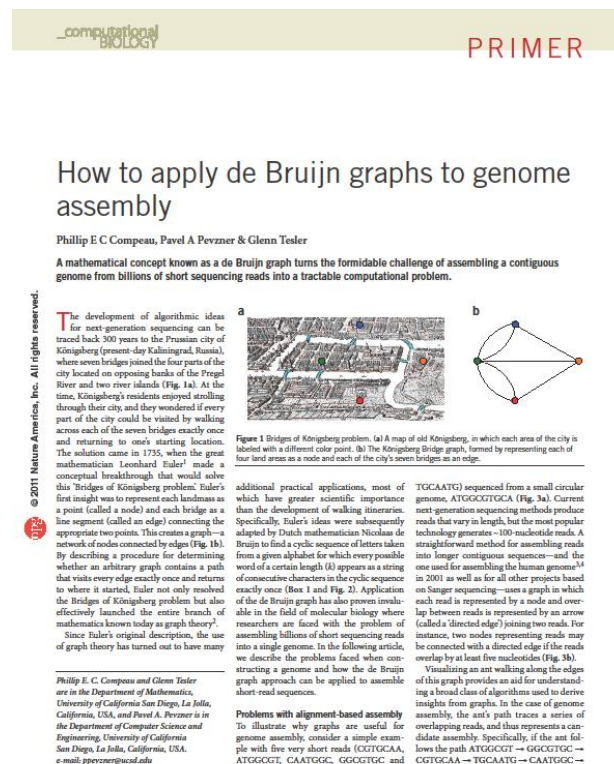 _computational
BIOLOGY
PRIMER
How to apply de Bruijn graphs to genome
assembly
Phillip E C Compeau, Pavel A Pevzner & Glenn Tesler
A mathematical concept known as a de Bruijn graph turns the formidable challenge of assembling a contiguous
genome from billions of short sequencing reads into a tractable computational problem.
© 2011 Nature America, Inc. All rights reserved.
npg
The development of algorithmic ideas
for next-generation sequencing can be
traced back 300 years to the Prussian city of
Königsberg (present-day Kaliningrad, Russia),
where seven bridges joined the four parts of the
city located on opposing banks of the Pregel
River and two river islands (Fig. 1a). At the
time, Königsberg's residents enjoyed strolling
through their city, and they wondered if every
part of the city could be visited by walking
across each of the seven bridges exactly once
and returning to one's starting location.
The solution came in 1735, when the great
mathematician Leonhard Euler1 made a
conceptual breakthrough that would solve
this 'Bridges of Königsberg problem.' Euler's
first insight was to represent each landmass as
a point (called a node) and each bridge as a
line segment (called an edge) connecting the
appropriate two points. This creates a graph—a
network of nodes connected by edges (Fig. 1b).
By describing a procedure for determining
whether an arbitrary graph contains a path
that visits every edge exactly once and returns
to where it started, Euler not only resolved
the Bridges of Königsberg problem but also
effectively launched the entire branch of
mathematics known today as graph theory2.
Since Euler's original description, the use
of graph theory has turned out to have many
Phillip E. C. Compeau and Glenn Tesler
are in the Department of Mathematics,
University of California San Diego, La Jolla,
California, USA, and Pavel A. Pevzner is in
the Department of Computer Science and
Engineering, University of California
San Diego, La Jolla, California, USA.
e-mail: ppevzner@ucsd.edu
a
b
Figure 1 Bridges of Königsberg problem. (a) A map of old Königsberg, in which each area of the city is
labeled with a different color point. (b) The Königsberg Bridge graph, formed by representing each of
four land areas as a node and each of the city's seven bridges as an edge.
additional practical applications, most of
which have greater scientific importance
than the development of walking itineraries.
Specifically, Euler's ideas were subsequently
adapted by Dutch mathematician Nicolaas de
Bruijn to find a cyclic sequence of letters taken
from a given alphabet for which every possible
word of a certain length (k) appears as a string
of consecutive characters in the cyclic sequence
exactly once (Box 1 and Fig. 2). Application
of the de Bruijn graph has also proven invalu-
able in the field of molecular biology where
researchers are faced with the problem of
assembling billions of short sequencing reads
into a single genome. In the following article,
we describe the problems faced when con-
structing a genome and how the de Bruijn
graph approach can be applied to assemble
short-read sequences.
Problems with alignment-based assembly
To illustrate why graphs are useful for
genome assembly, consider a simple exam-
ple with five very short reads (CGTGCAA,
ATGGCGT, CAATGGC, GGCGTGC and
TGCAATG) sequenced from a small circular
genome, ATGGCGTGCA (Fig. 3a). Current
next-generation sequencing methods produce
reads that vary in length, but the most popular
technology generates ~100-nucleotide reads. A
straightforward method for assembling reads
into longer contiguous sequences—and the
one used for assembling the human genome3,4
in 2001 as well as for all other projects based
on Sanger sequencing—uses a graph in which
each read is represented by a node and over-
lap between reads is represented by an arrow
(called a 'directed edge') joining two reads. For
instance, two nodes representing reads may
be connected with a directed edge if the reads
overlap by at least five nucleotides (Fig. 3b).
Visualizing an ant walking along the edges
of this graph provides an aid for understand-
ing a broad class of algorithms used to derive
insights from graphs. In the case of genome
assembly, the ant's path traces a series of
overlapping reads, and thus represents a can-
didate assembly. Specifically, if the ant fol-
lows the path ATGGCGT → GGCGTGC →
CGTGCAA → TGCAATG → CAATGGC →